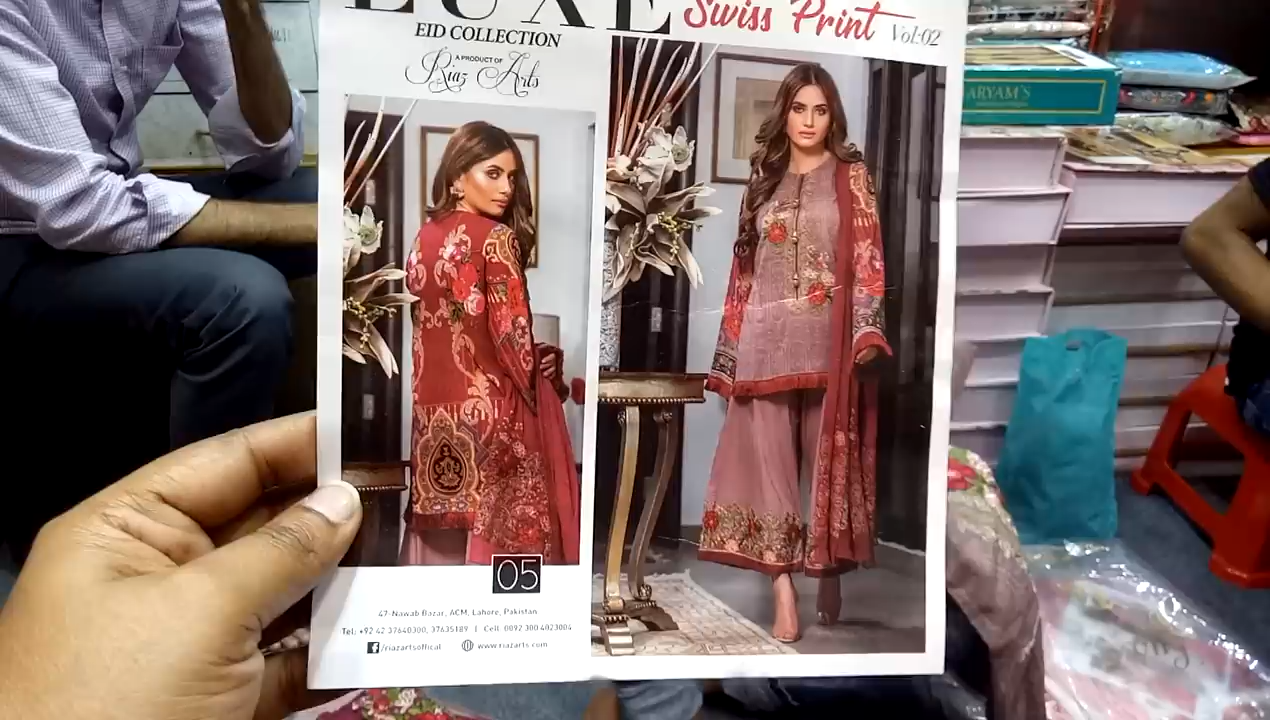 LUXE
Swiss Print
Vol:02
EID COLLECTION
A PRODUCT OF
Riaz Arts
ARYAM'S
05
47-Nawab Bazar, ACM, Lahore, Pakistan
Tel: +92 42 37640300, 37635189 | Cell: 0092 300 4023004
/riazartsoffical www.riazarts.com